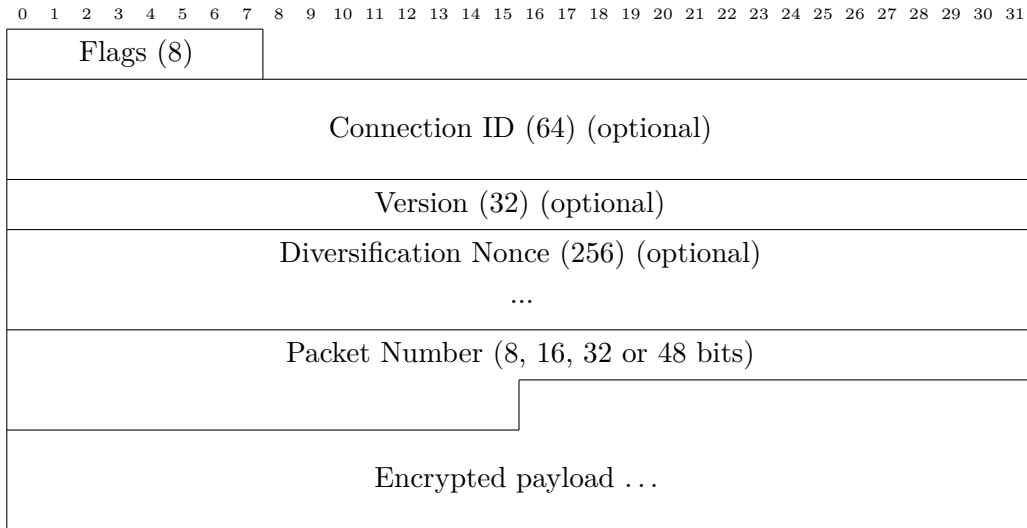 0 1 2 3 4 5 6 7 8 9 10 11 12 13 14 15 16 17 18 19 20 21 22 23 24 25 26 27 28 29 30 31
Flags (8)
Connection ID (64) (optional)
Version (32) (optional)
Diversification Nonce (256) (optional)
...
Packet Number (8, 16, 32 or 48 bits)
Encrypted payload . . .